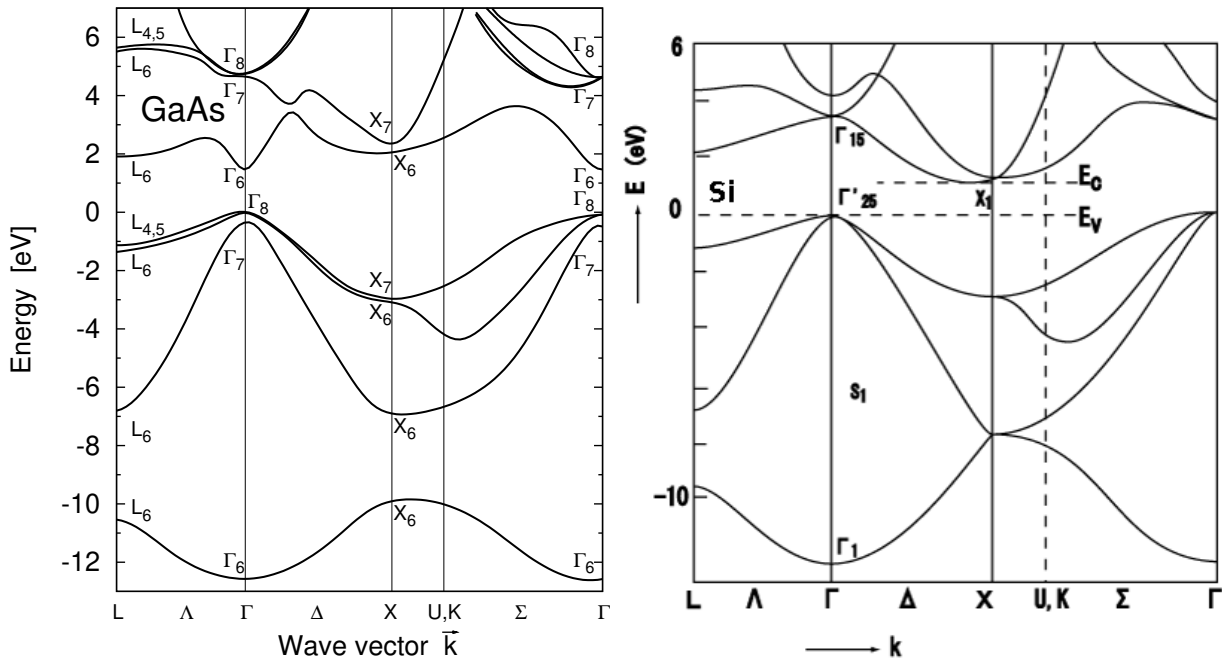 6
4
2
0
-2
-4
-6
-8
-10
-12
Energy [eV]
GaAs
L4,5
L6
L6
L4,5
L6
L6
L6
Γ8
Γ7
Γ6
Γ8
Γ7
Γ6
X7
X6
X7
X6
X6
X6
Γ8
Γ7
Γ6
Γ8
Γ7
Γ6
L Λ Γ Δ X U,K Σ Γ
Wave vector k
6
0
-10
E (eV)
Si
Γ15
Γ'25
X1
EC
EV
S1
Γ1
L Λ Γ Δ X U,K Σ Γ
k